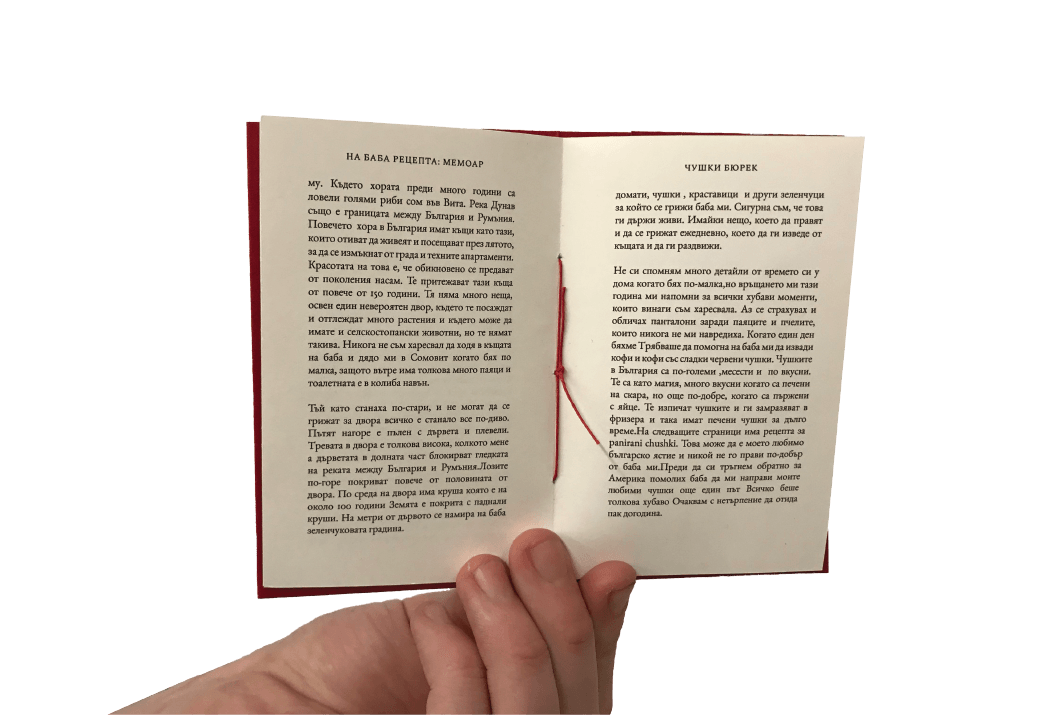 НА БАБА РЕЦЕПТА: МЕМОАР
му. Където хората преди много години са
ловели голями риби сом във Вита. Река Дунав
също е границата между България и Румъния.
Повечето хора в България имат къщи като тази,
които отиват да живеят и посещават през лятото,
за да се измъкнат от града и техните апартаменти.
Красотата на това е, че обикновено се предават
от поколения насам. Те притежават тази къща
от повече от 150 години. Тя няма много неща,
освен един невероятен двор, където те посаждат
и отглеждат много растения и където може да
имате и селскостопански животни, но те нямат
такива. Никога не съм харесвал да ходя в къщата
на баба и дядо ми в Сомовит когато бях по
малка, защото вътре има толкова много паяци и
тоалетната е в колиба навън.
Тъй като станаха по-стари, и не могат да се
грижат за двора всичко е станало все по-диво.
Пътят нагоре е пълен с дървета и плевели.
Тревата в двора е толкова висока, колкото мене
а дърветата в долната част блокират гледката
на реката между България и Румъния.Лозите
по-горе покриват повече от половината от
двора. По среда на двора има круша която е на
около 100 години Земята е покрита с паднали
круши. На метри от дървото се намира на баба
зеленчуковата градина.
ЧУШКИ БЮРЕК
домати, чушки , краставици и други зеленчуци
за който се грижи баба ми. Сигурна съм, че това
ги държи живи. Имайки нещо, което да правят
и да се грижат ежедневно, което да ги изведе от
къщата и да ги раздвижи.
Не си спомням много детайли от времето си у
дома когато бях по-малка,но връщането ми тази
година ми напомни за всички хубави моменти,
които винаги съм харесвала. Аз се страхувах и
обличах панталони заради паяците и пчелите,
които никога не ми навредиха. Когато един ден
бяхме Трябваше да помогна на баба ми да извади
кофи и кофи със сладки червени чушки. Чушките
в България са по-големи ,месести и по вкусни.
Те са като магия, много вкусни когато са печени
на скара, но още по-добре, когато са пържени
с яйце. Те изпичат чушките и ги замразяват в
фризера и така имат печени чушки за дълго
време.На следващите страници има рецепта за
panirani chushki. Това може да е моето любимо
българско ястие и никой не го прави по-добър
от баба ми.Преди да си тръгнем обратно за
Америка помолих баба да ми направи моите
любими чушки още един път Всичко беше
толкова хубаво Очаквам с нетърпение да отида
пак догодина.